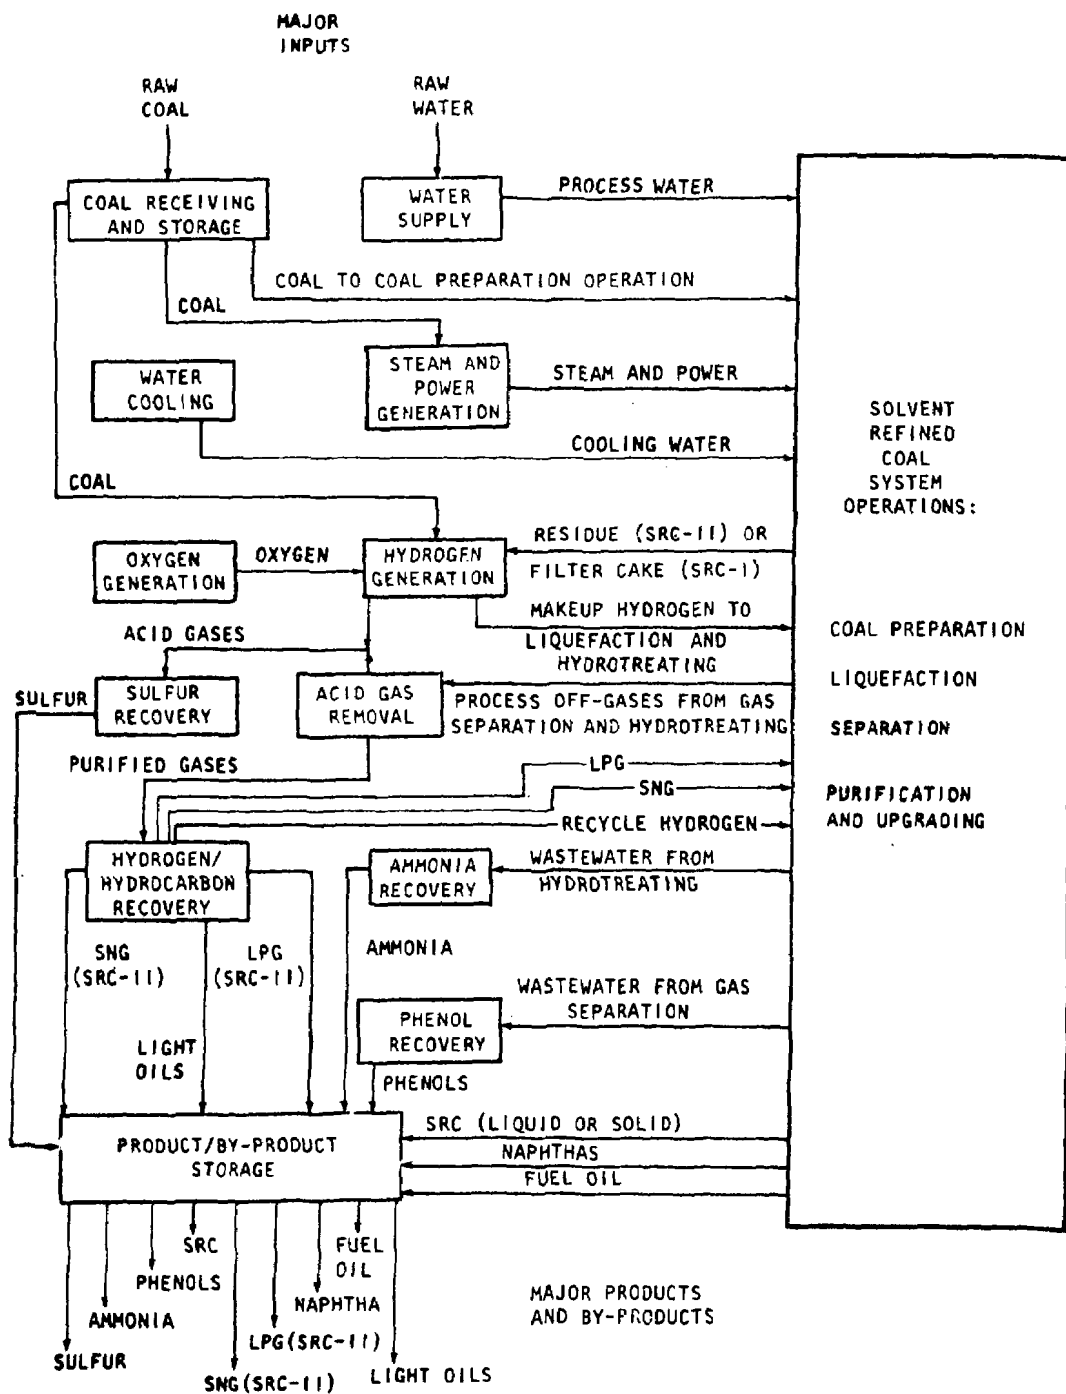 MAJOR
INPUTS
RAW
COAL
RAW
WATER
COAL RECEIVING
AND STORAGE
WATER
SUPPLY
PROCESS WATER
COAL TO COAL PREPARATION OPERATION
COAL
WATER
COOLING
STEAM AND
POWER
GENERATION
STEAM AND POWER
COOLING WATER
SOLVENT
REFINED
COAL
SYSTEM
OPERATIONS:
COAL
OXYGEN
GENERATION
OXYGEN
HYDROGEN
GENERATION
RESIDUE (SRC-II) OR
FILTER CAKE (SRC-I)
MAKEUP HYDROGEN TO
LIQUEFACTION AND
HYDROTREATING
COAL PREPARATION
LIQUEFACTION
SEPARATION
PURIFICATION
AND UPGRADING
ACID GASES
SULFUR
SULFUR
RECOVERY
ACID GAS
REMOVAL
PROCESS OFF-GASES FROM GAS
SEPARATION AND HYDROTREATING
PURIFIED GASES
LPG
SNG
RECYCLE HYDROGEN
HYDROGEN/
HYDROCARBON
RECOVERY
AMMONIA
RECOVERY
WASTEWATER FROM
HYDROTREATING
SNG
(SRC-II)
LPG
(SRC-II)
AMMONIA
LIGHT
OILS
PHENOL
RECOVERY
WASTEWATER FROM GAS
SEPARATION
PHENOLS
PRODUCT/BY-PRODUCT
STORAGE
SRC (LIQUID OR SOLID)
NAPHTHAS
FUEL OIL
SRC
FUEL
OIL
PHENOLS
NAPHTHA
AMMONIA
LPG(SRC-II)
SULFUR
SNG(SRC-II)
LIGHT OILS
MAJOR PRODUCTS
AND BY-PRODUCTS